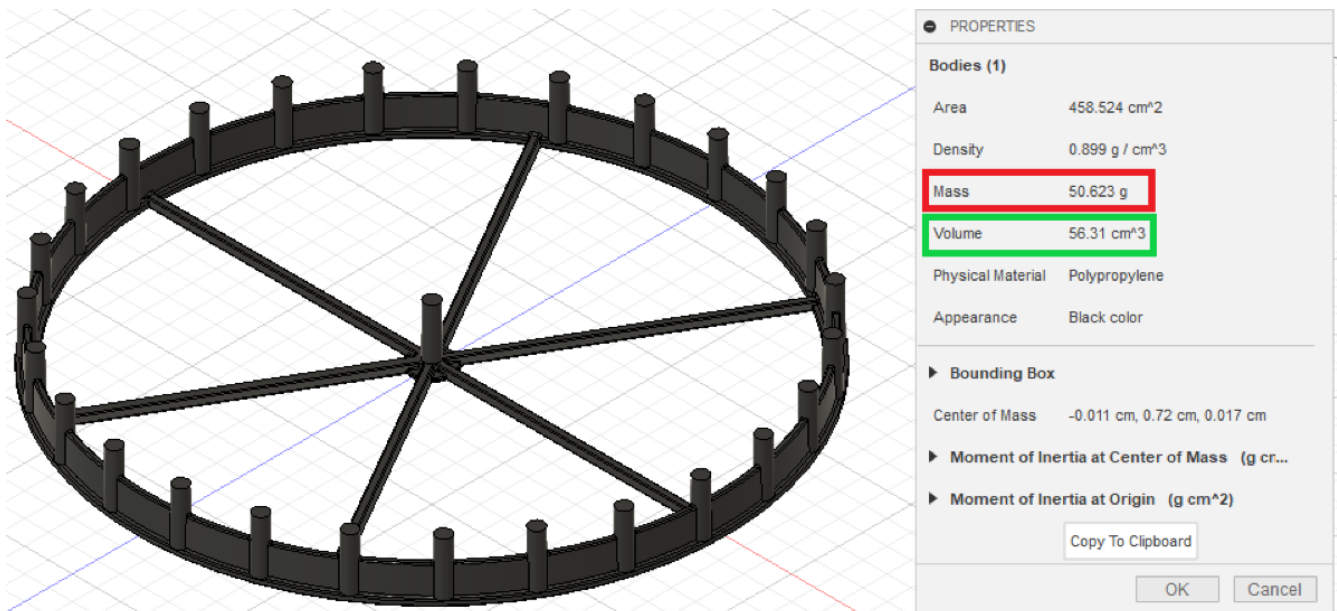 PROPERTIES
Bodies (1)
Area 458.524 cm^2
Density 0.899 g / cm^3
Mass 50.623 g
Volume 56.31 cm^3
Physical Material Polypropylene
Appearance Black color
Bounding Box
Center of Mass -0.011 cm, 0.72 cm, 0.017 cm
Moment of Inertia at Center of Mass (g cr...
Moment of Inertia at Origin (g cm^2)
Copy To Clipboard
OK Cancel